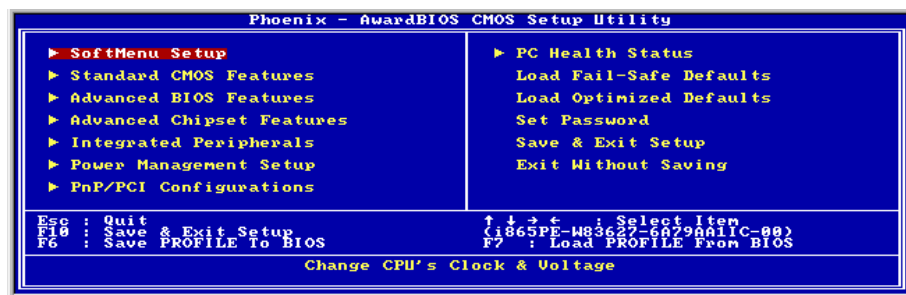 Phoenix - AwardBIOS CMOS Setup Utility
▶ SoftMenu Setup
▶ Standard CMOS Features
▶ Advanced BIOS Features
▶ Advanced Chipset Features
▶ Integrated Peripherals
▶ Power Management Setup
▶ PnP/PCI Configurations
▶ PC Health Status
Load Fail-Safe Defaults
Load Optimized Defaults
Set Password
Save & Exit Setup
Exit Without Saving
Esc : Quit
F10 : Save & Exit Setup
F6 : Save PROFILE To BIOS
↑ ↓ → ← : Select Item
(i865PE-W83627-6A79AA1IC-00)
F7 : Load PROFILE From BIOS
Change CPU's Clock & Voltage